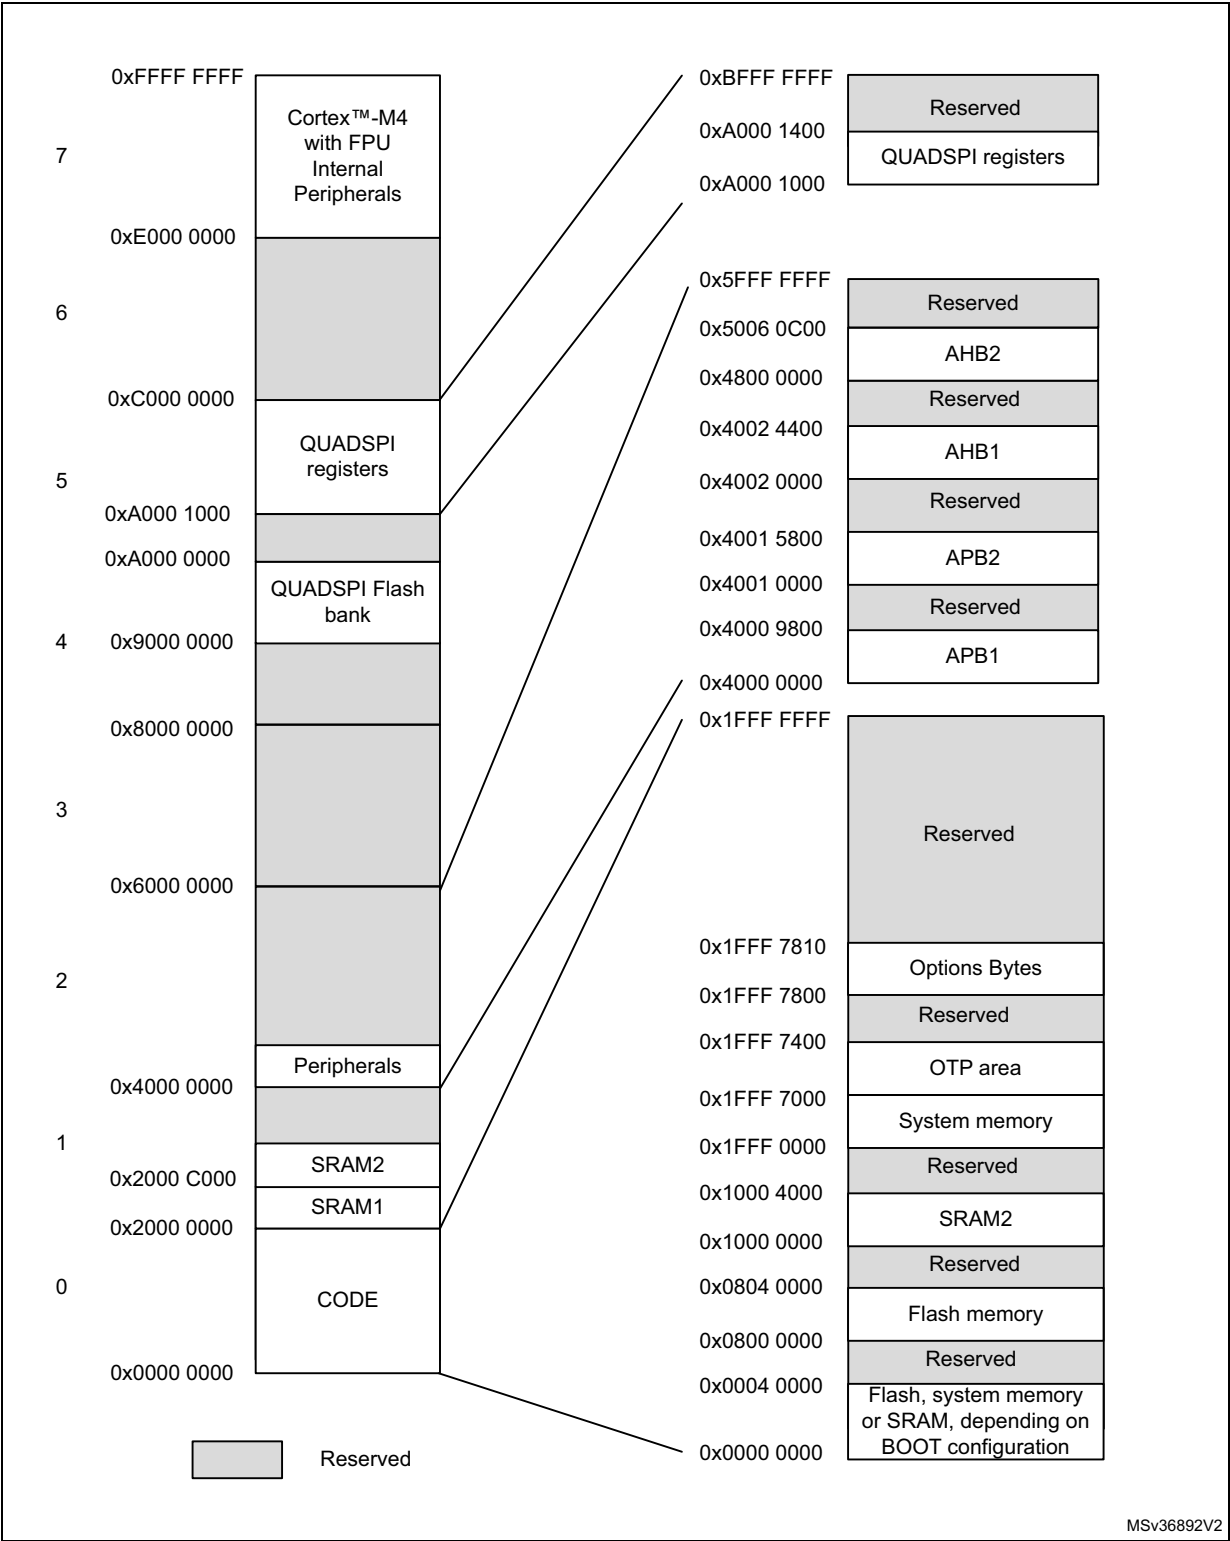 0xFFFF FFFF
Cortex™-M4
with FPU
Internal
Peripherals
7
0xE000 0000
6
0xC000 0000
QUADSPI
registers
5
0xA000 1000
0xA000 0000
QUADSPI Flash
bank
4
0x9000 0000
0x8000 0000
3
0x6000 0000
2
Peripherals
0x4000 0000
1
SRAM2
0x2000 C000
SRAM1
0x2000 0000
0
CODE
0x0000 0000
Reserved
0xBFFF FFFF
Reserved
0xA000 1400
QUADSPI registers
0xA000 1000
0x5FFF FFFF
Reserved
0x5006 0C00
AHB2
0x4800 0000
Reserved
0x4002 4400
AHB1
0x4002 0000
Reserved
0x4001 5800
APB2
0x4001 0000
Reserved
0x4000 9800
APB1
0x4000 0000
0x1FFF FFFF
Reserved
0x1FFF 7810
Options Bytes
0x1FFF 7800
Reserved
0x1FFF 7400
OTP area
0x1FFF 7000
System memory
0x1FFF 0000
Reserved
0x1000 4000
SRAM2
0x1000 0000
Reserved
0x0804 0000
Flash memory
0x0800 0000
Reserved
0x0004 0000
Flash, system memory
or SRAM, depending on
BOOT configuration
0x0000 0000
MSv36892V2